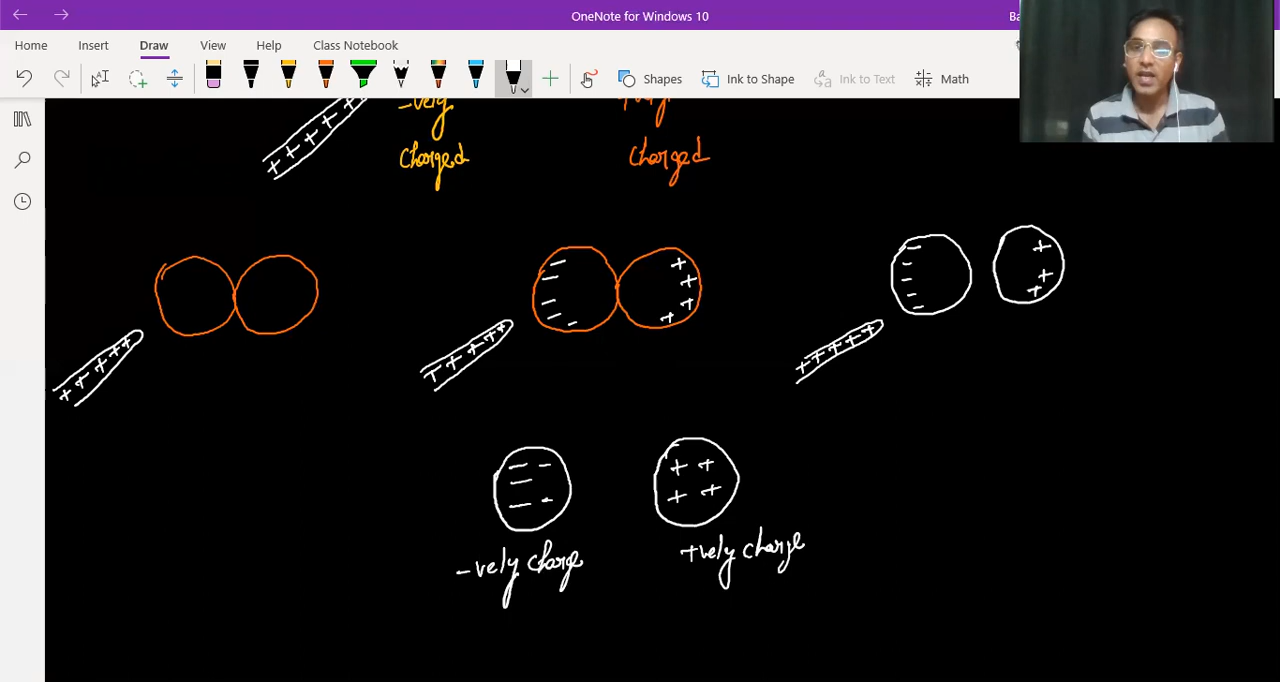 OneNote for Windows 10
Ba
Home Insert Draw View Help Class Notebook
Shapes Ink to Shape Ink to Text Math
+ + + + + +
-vely
charged
charged
- - - -
+ + + +
- - - - -
+ + +
+ + + + +
+ + + + +
+ + + + +
- -
-
- -
+ +
+ +
-vely charge
+vely charge